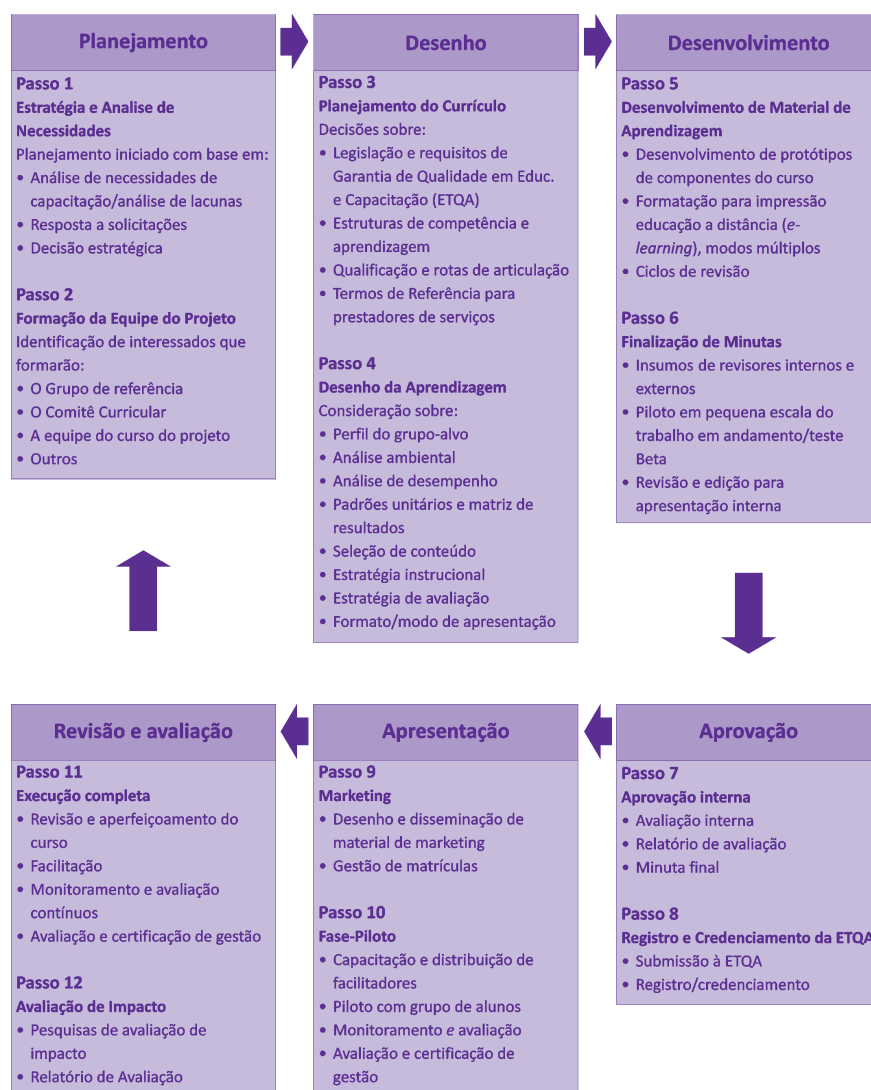 Planejamento
Passo 1
Estratégia e Analise de
Necessidades
Planejamento iniciado com base em:
• Análise de necessidades de
capacitação/análise de lacunas
• Resposta a solicitações
• Decisão estratégica
Passo 2
Formação da Equipe do Projeto
Identificação de interessados que
formarão:
• O Grupo de referência
• O Comitê Curricular
• A equipe do curso do projeto
• Outros
Desenho
Passo 3
Planejamento do Currículo
Decisões sobre:
• Legislação e requisitos de
Garantia de Qualidade em Educ.
e Capacitação (ETQA)
• Estruturas de competência e
aprendizagem
• Qualificação e rotas de articulação
• Termos de Referência para
prestadores de serviços
Passo 4
Desenho da Aprendizagem
Consideração sobre:
• Perfil do grupo-alvo
• Análise ambiental
• Análise de desempenho
• Padrões unitários e matriz de
resultados
• Seleção de conteúdo
• Estratégia instrucional
• Estratégia de avaliação
• Formato/modo de apresentação
Desenvolvimento
Passo 5
Desenvolvimento de Material de
Aprendizagem
• Desenvolvimento de protótipos
de componentes do curso
• Formatação para impressão
educação a distância (e-
learning), modos múltiplos
• Ciclos de revisão
Passo 6
Finalização de Minutas
• Insumos de revisores internos e
externos
• Piloto em pequena escala do
trabalho em andamento/teste
Beta
• Revisão e edição para
apresentação interna
Aprovação
Passo 7
Aprovação interna
• Avaliação interna
• Relatório de avaliação
• Minuta final
Passo 8
Registro e Credenciamento da ETQA
• Submissão à ETQA
• Registro/credenciamento
Apresentação
Passo 9
Marketing
• Desenho e disseminação de
material de marketing
• Gestão de matrículas
Passo 10
Fase-Piloto
• Capacitação e distribuição de
facilitadores
• Piloto com grupo de alunos
• Monitoramento e avaliação
• Avaliação e certificação de
gestão
Revisão e avaliação
Passo 11
Execução completa
• Revisão e aperfeiçoamento do
curso
• Facilitação
• Monitoramento e avaliação
contínuos
• Avaliação e certificação de gestão
Passo 12
Avaliação de Impacto
• Pesquisas de avaliação de
impacto
• Relatório de Avaliação